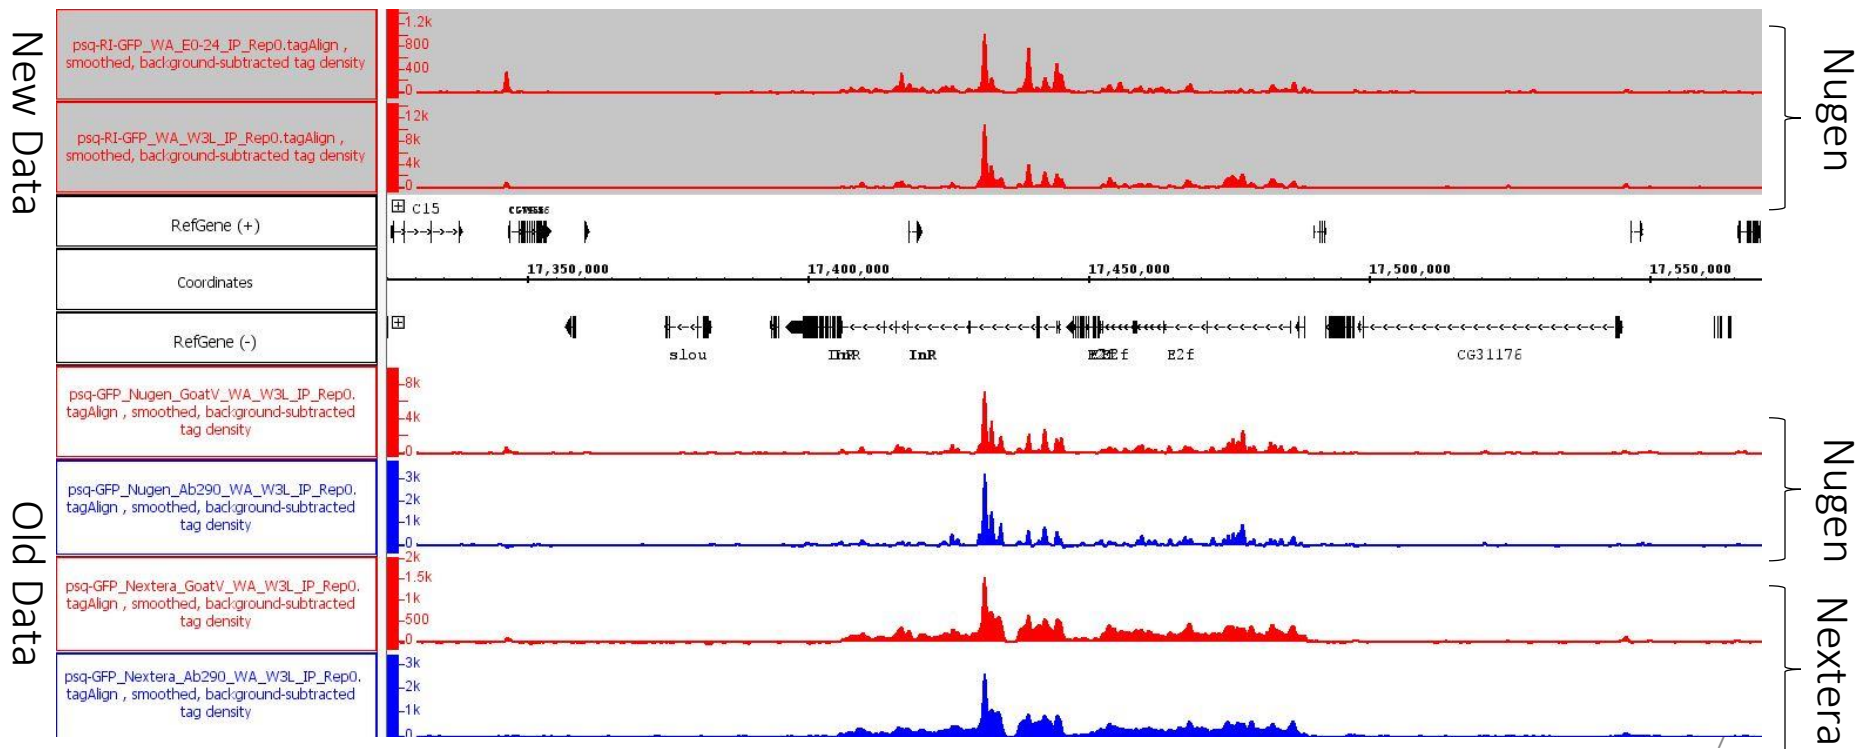 New Data
Nugen
psq-RI-GFP_WA_E0-24_IP_Rep0.tagAlign ,
smoothed, background-subtracted tag density
1.2k
800
400
0
psq-RI-GFP_WA_W3L_IP_Rep0.tagAlign ,
smoothed, background-subtracted tag density
12k
8k
4k
0
RefGene (+)
C15
Coordinates
17,350,000
17,400,000
17,450,000
17,500,000
17,550,000
RefGene (-)
slou
InR
E2f
E2f
CG31176
Old Data
Nugen
psq-GFP_Nugen_GoatV_WA_W3L_IP_Rep0.
tagAlign , smoothed, background-subtracted
tag density
8k
4k
0
psq-GFP_Nugen_Ab290_WA_W3L_IP_Rep0.
tagAlign , smoothed, background-subtracted
tag density
3k
2k
1k
0
Nextera
psq-GFP_Nextera_GoatV_WA_W3L_IP_Rep0.
tagAlign , smoothed, background-subtracted
tag density
2k
1.5k
1k
500
0
psq-GFP_Nextera_Ab290_WA_W3L_IP_Rep0.
tagAlign , smoothed, background-subtracted
tag density
3k
2k
1k
0